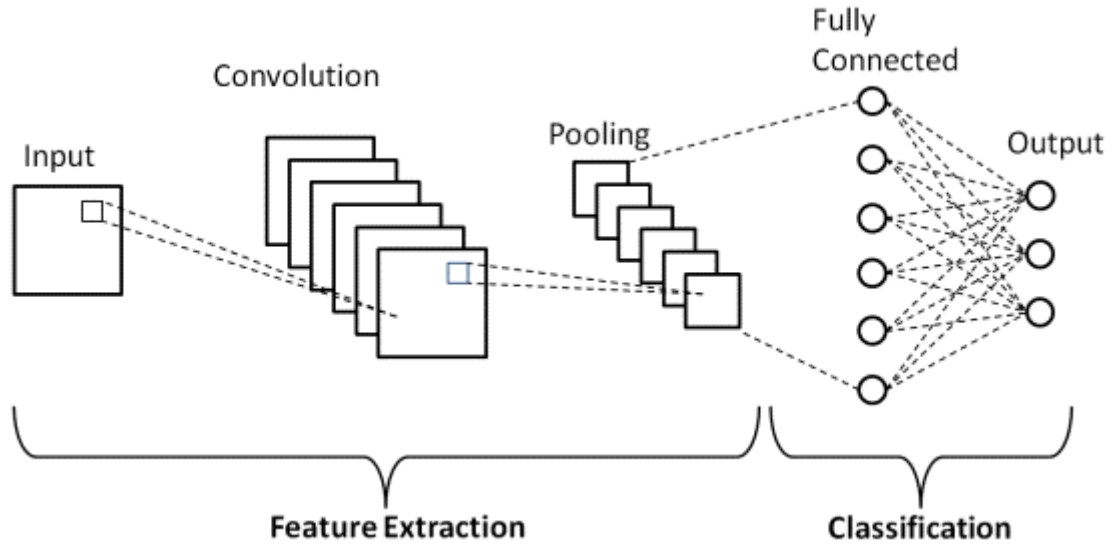 Fully
Connected
Convolution
Pooling
Output
Input
Feature Extraction
Classification